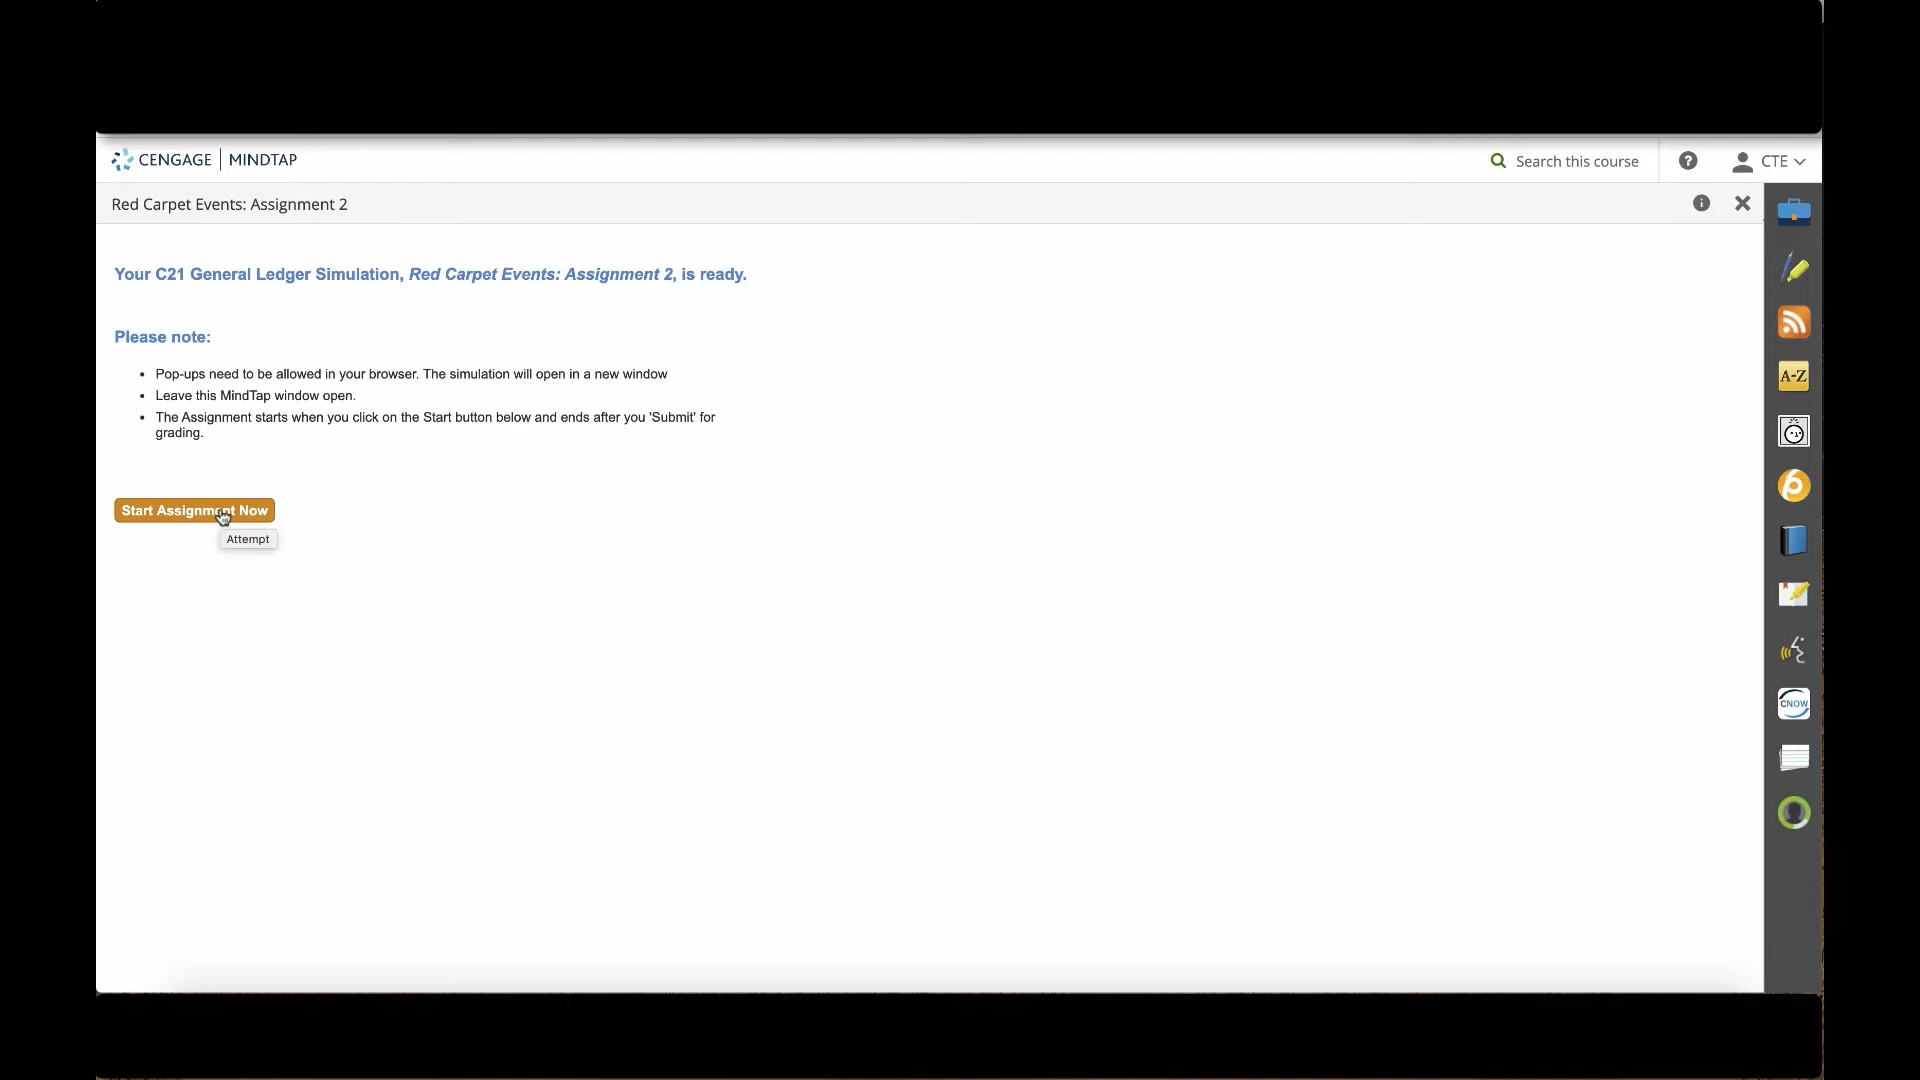 CENGAGE | MINDTAP
Search this course
CTE
Red Carpet Events: Assignment 2
Your C21 General Ledger Simulation, Red Carpet Events: Assignment 2, is ready.
Please note:
• Pop-ups need to be allowed in your browser. The simulation will open in a new window
• Leave this MindTap window open.
• The Assignment starts when you click on the Start button below and ends after you 'Submit' for
grading.
Start Assignment Now
Attempt
A-Z
CNOW